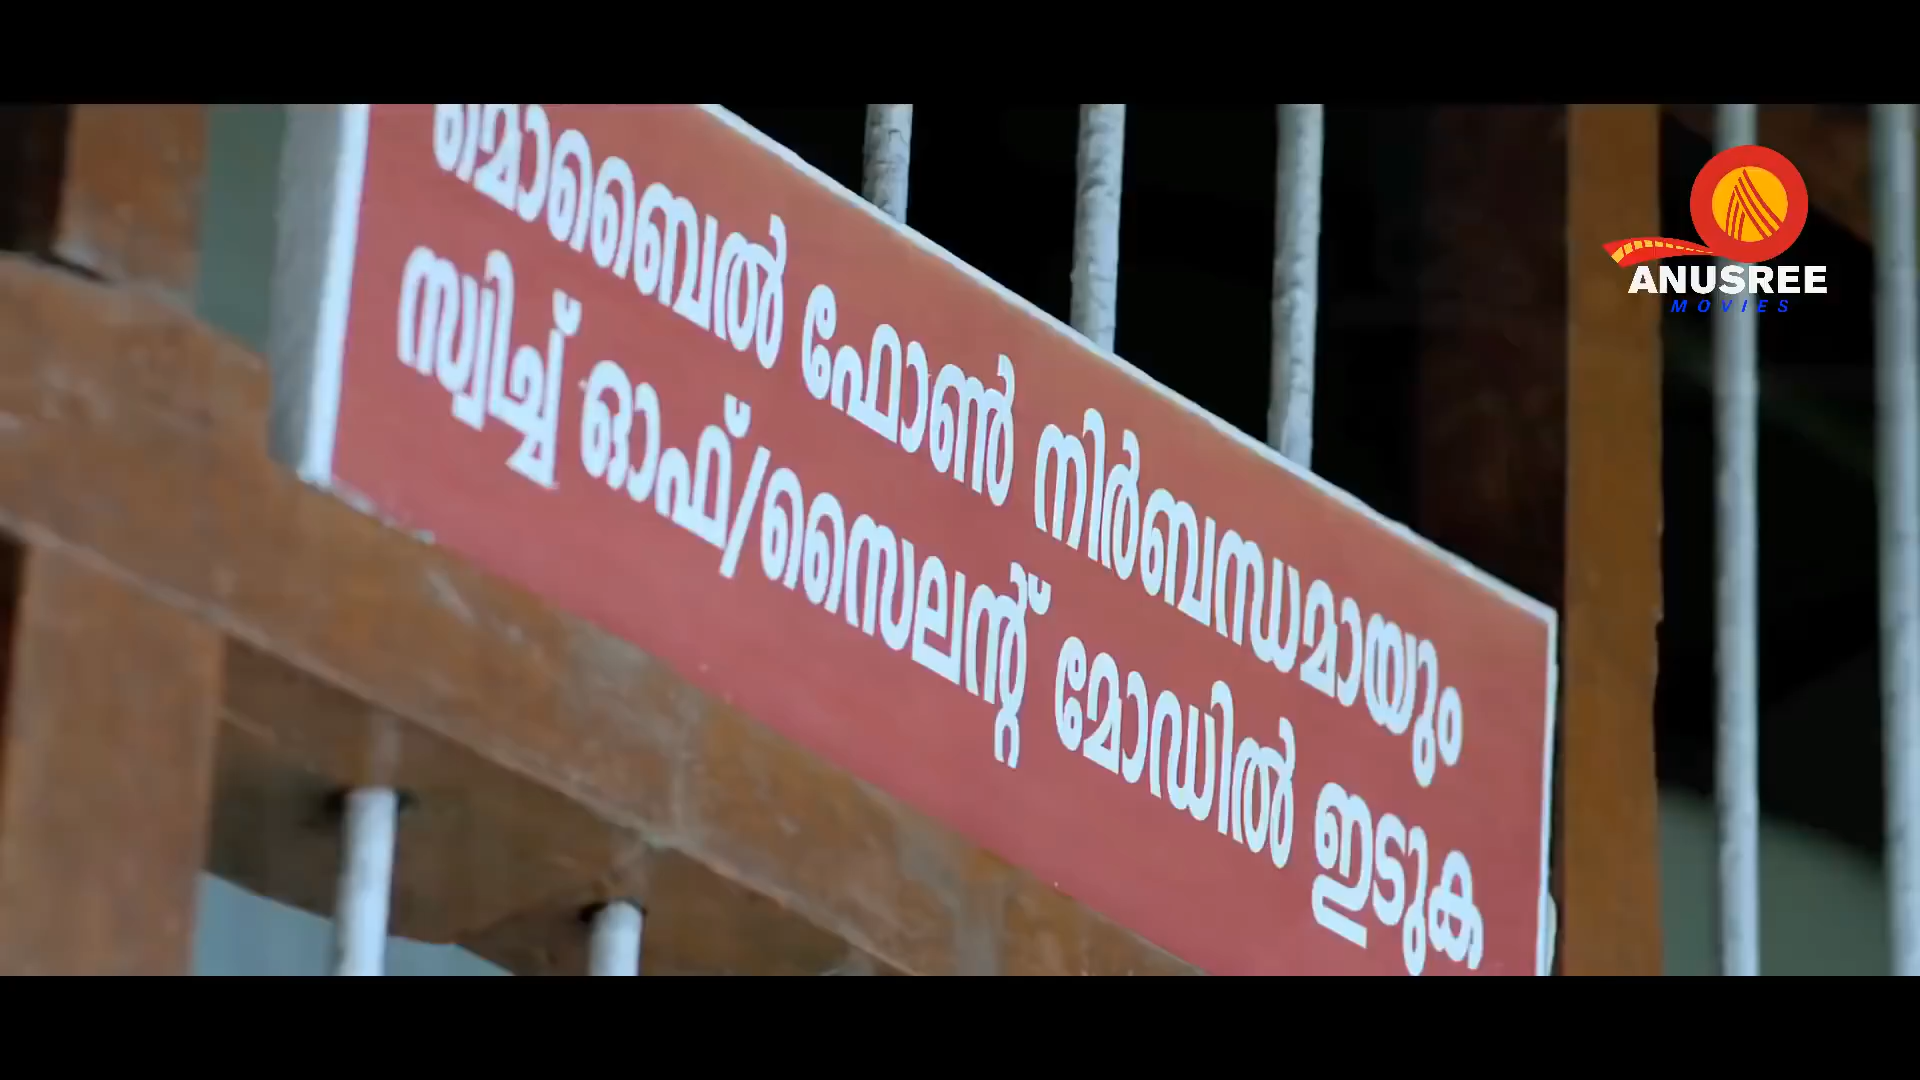 മൊബൈൽ ഫോൺ നിർബന്ധമായും
സ്വിച്ച് ഓഫ്/സൈലന്റ് മോഡിൽ ഇടുക
ANUSREE
MOVIES